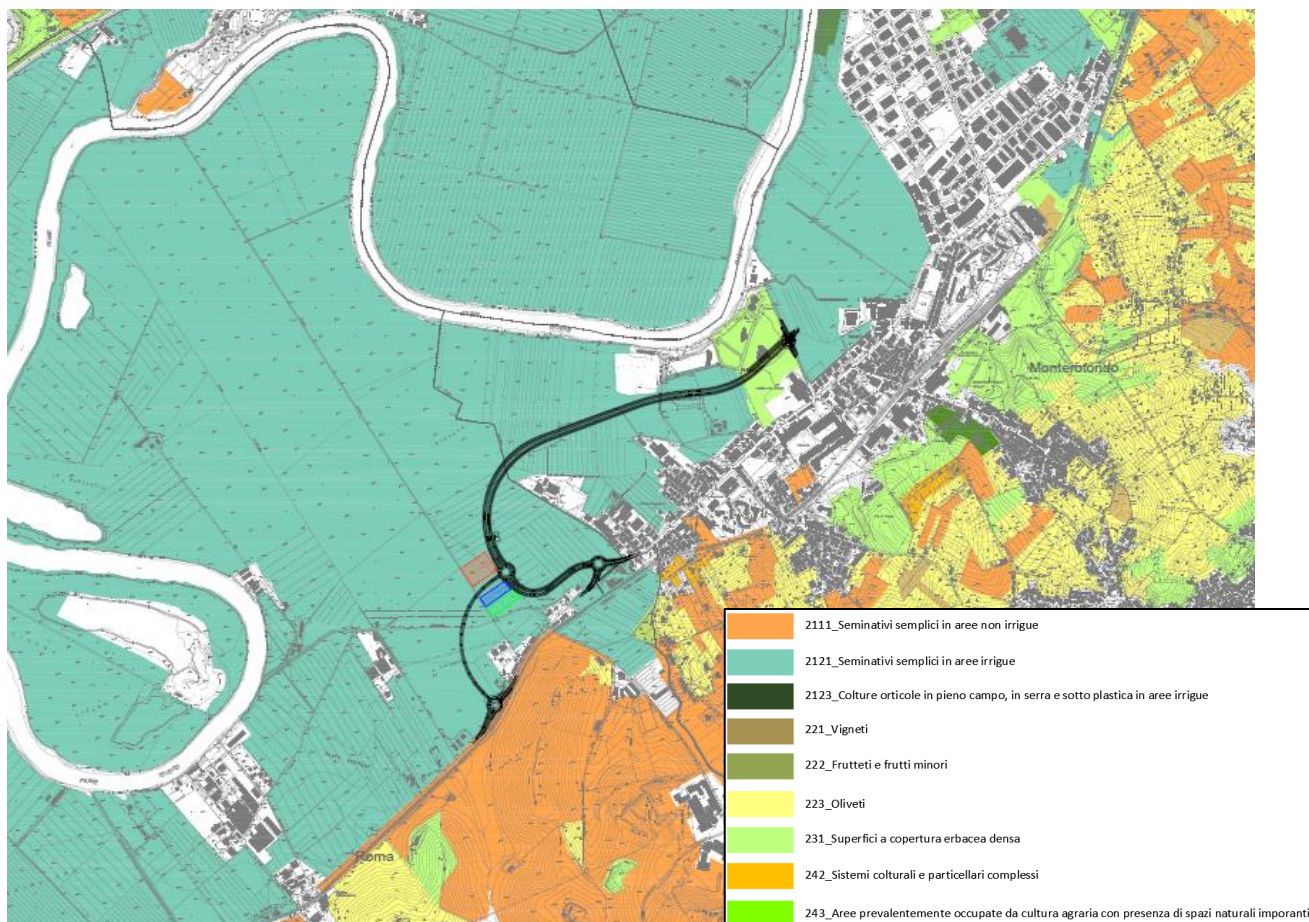 Monterotondo
Roma
2111_Seminativi semplici in aree non irrigue
2121_Seminativi semplici in aree irrigue
2123_Colture orticole in pieno campo, in serra e sotto plastica in aree irrigue
221_Vigneti
222_Frutteti e frutti minori
223_Oliveti
231_Superfici a copertura erbacea densa
242_Sistemi colturali e particellari complessi
243_Aree prevalentemente occupate da cultura agraria con presenza di spazi naturali imporanti